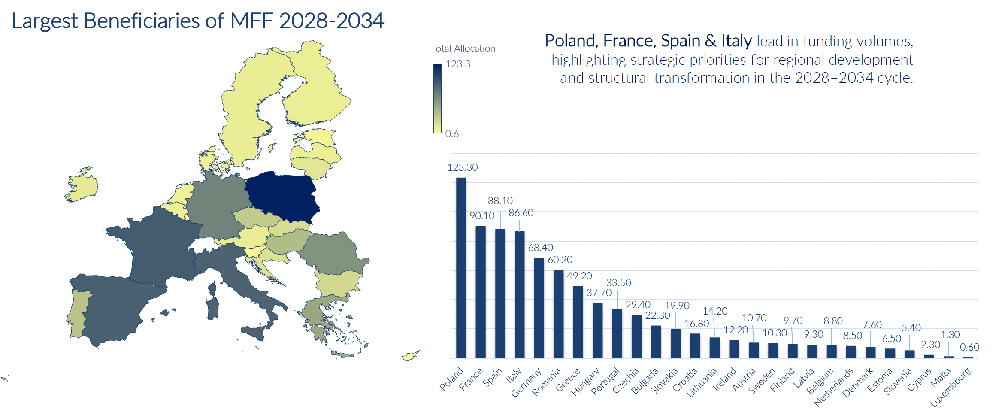 Largest Beneficiaries of MFF 2028-2034
Poland, France, Spain & Italy lead in funding volumes,
highlighting strategic priorities for regional development
and structural transformation in the 2028–2034 cycle.
Total Allocation
123.3
0.6
123.30
90.10
88.10
86.60
68.40
60.20
49.20
37.70
33.50
29.40
22.30
19.90
16.80
14.20
12.20
10.70
10.30
9.70
9.30
8.80
8.50
7.60
6.50
5.40
2.30
1.30
0.60
Poland
France
Spain
Italy
Germany
Romania
Greece
Hungary
Portugal
Czechia
Bulgaria
Slovakia
Croatia
Lithuania
Ireland
Austria
Sweden
Finland
Latvia
Belgium
Netherlands
Denmark
Estonia
Slovenia
Cyprus
Malta
Luxembourg